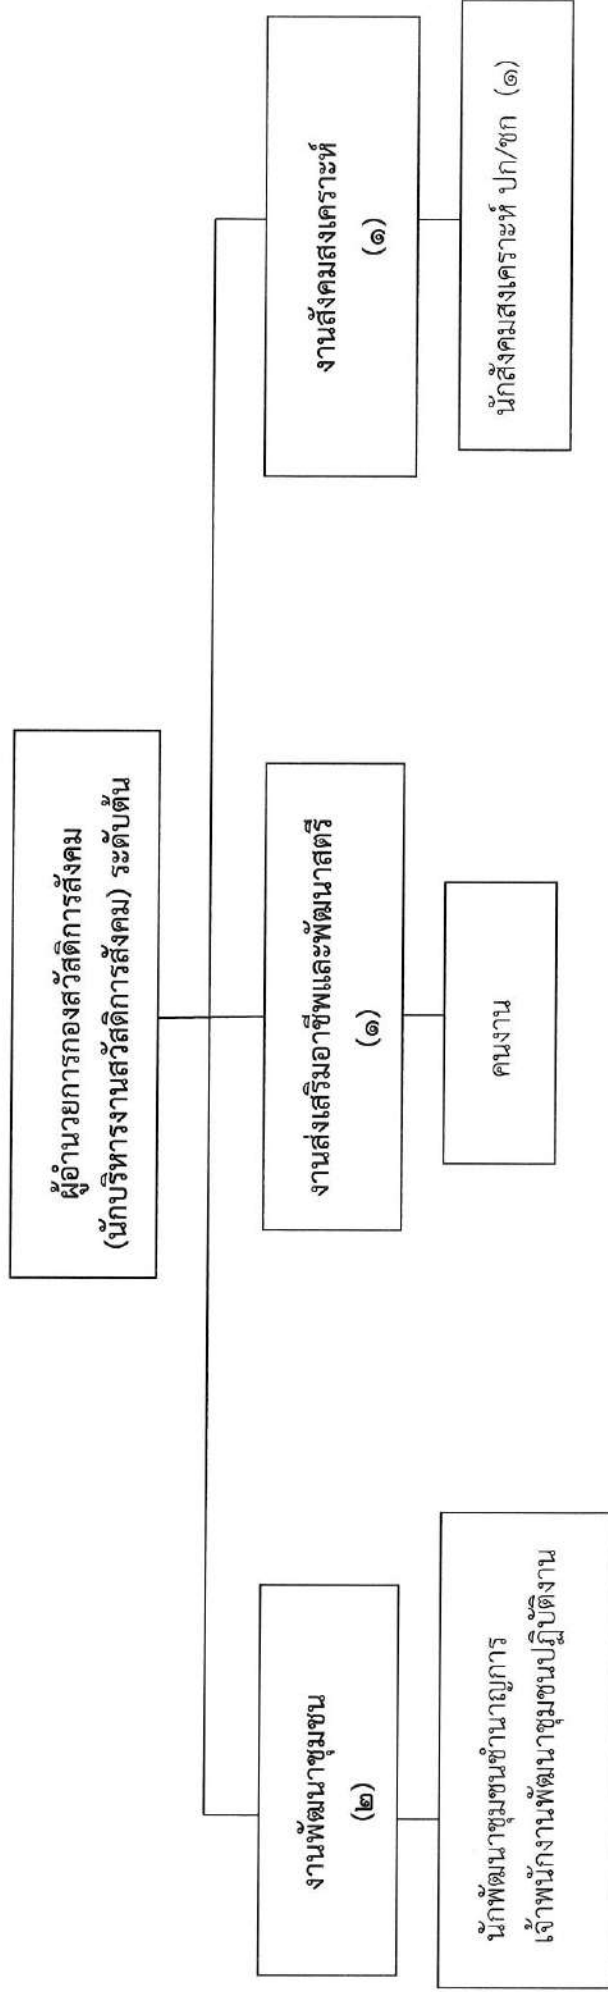 ผู้อำนวยการกองสวัสดิการสังคม
(นักบริหารงานสวัสดิการสังคม) ระดับต้น
งานพัฒนาชุมชน
(๒)
นักพัฒนาชุมชนชำนาญการ
เจ้าพนักงานพัฒนาชุมชนปฏิบัติงาน
งานส่งเสริมอาชีพและพัฒนาสตรี
(๑)
คนงาน
งานสังคมสงเคราะห์
(๑)
นักสังคมสงเคราะห์ ปก/ชก (๑)